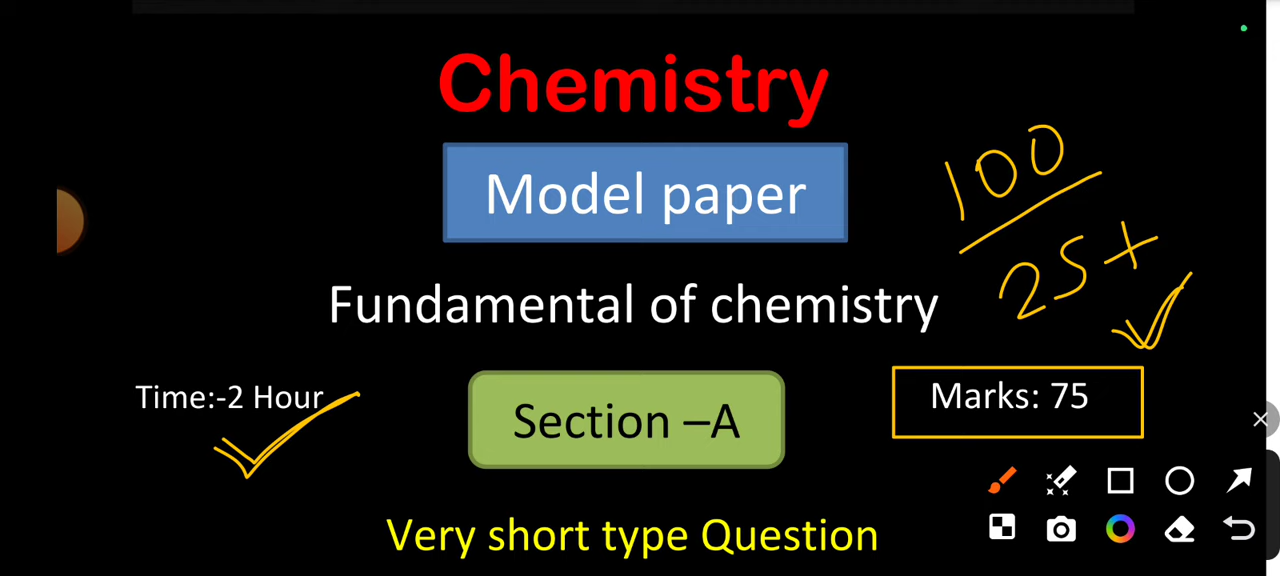 Chemistry
Model paper
100
25+
Fundamental of chemistry
Time:-2 Hour
Section –A
Marks: 75
Very short type Question